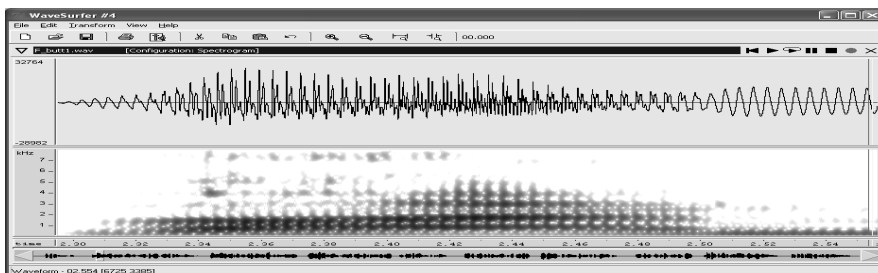 WaveSurfer #4
File Edit Transform View Help
00.000
F_butt1.wav [Configuration: Spectrogram]
32764
-28982
kHz
7
6
5
4
3
2
1
time 2.30 2.32 2.34 2.36 2.38 2.40 2.42 2.44 2.46 2.48 2.50 2.52 2.54
Waveform - 02.554 [6725 3385]